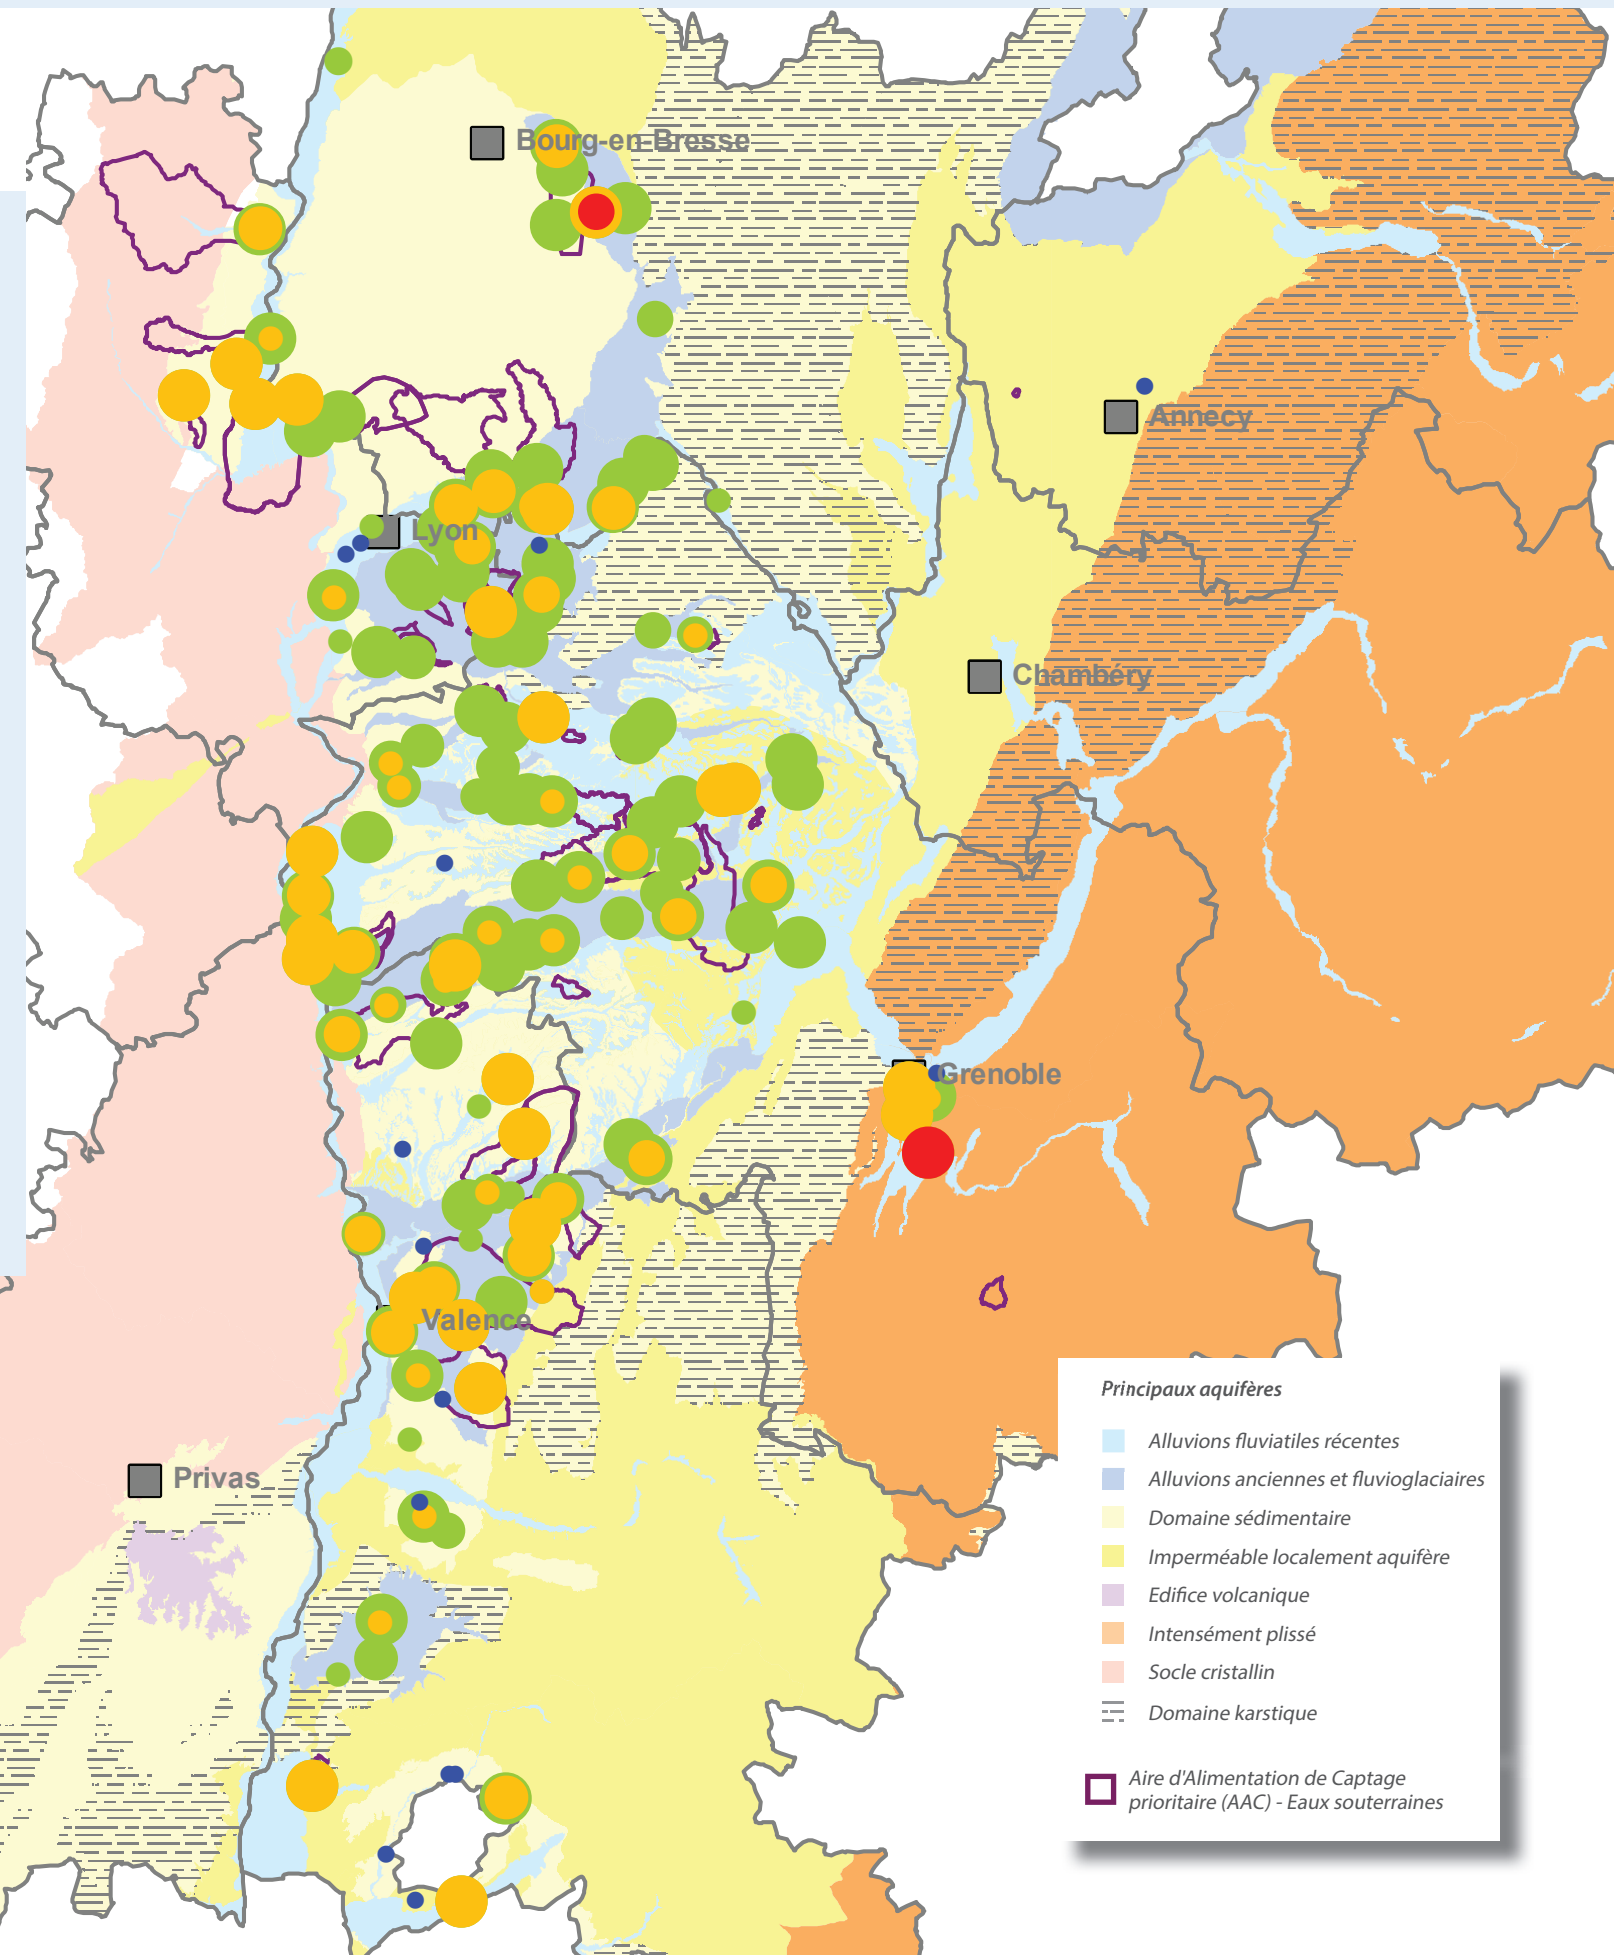 Bourg-en-Bresse
Annecy
Lyon
Chambéry
Grenoble
Valence
Privas
Principaux aquifères
Alluvions fluviatiles récentes
Alluvions anciennes et fluvioglaciaires
Domaine sédimentaire
Imperméable localement aquifère
Edifice volcanique
Intensément plissé
Socle cristallin
Domaine karstique
Aire d'Alimentation de Captage
prioritaire (AAC) - Eaux souterraines